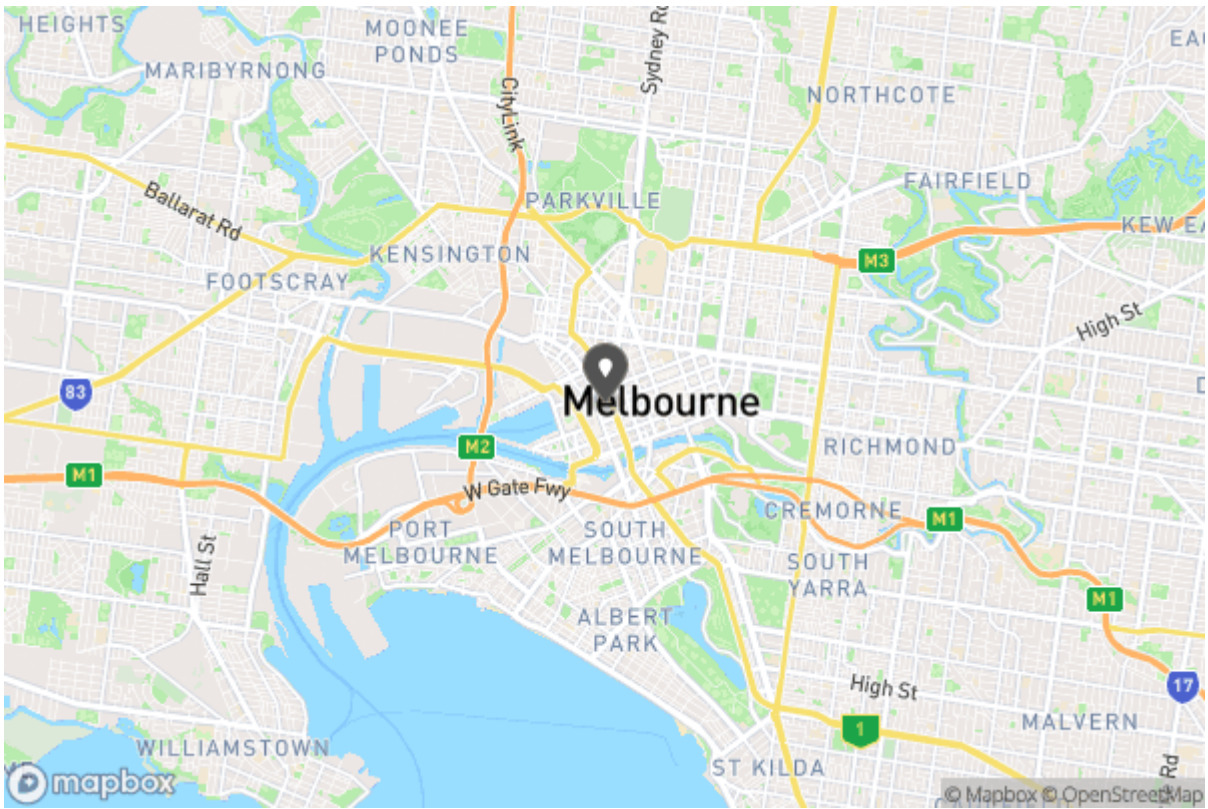 HEIGHTS
MOONEE
PONDS
MARIBYRNONG
CityLink
Sydney Rd
NORTHCOTE
Ballarat Rd
PARKVILLE
FAIRFIELD
KENSINGTON
FOOTSCRAY
M3
High St
83
Melbourne
M2
RICHMOND
M1
W Gate Fwy
PORT
MELBOURNE
SOUTH
MELBOURNE
CREMORNE
M1
SOUTH
YARRA
Hall St
ALBERT
PARK
M1
High St
17
1
MALVERN
WILLIAMSTOWN
ST KILDA
Rd
mapbox
© Mapbox © OpenStreetMap